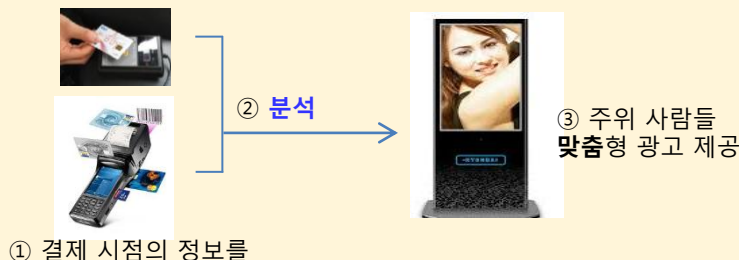 ② 분석
③ 주위 사람들
맞춤형 광고 제공
HYUNDAI
① 결제 시점의 정보를